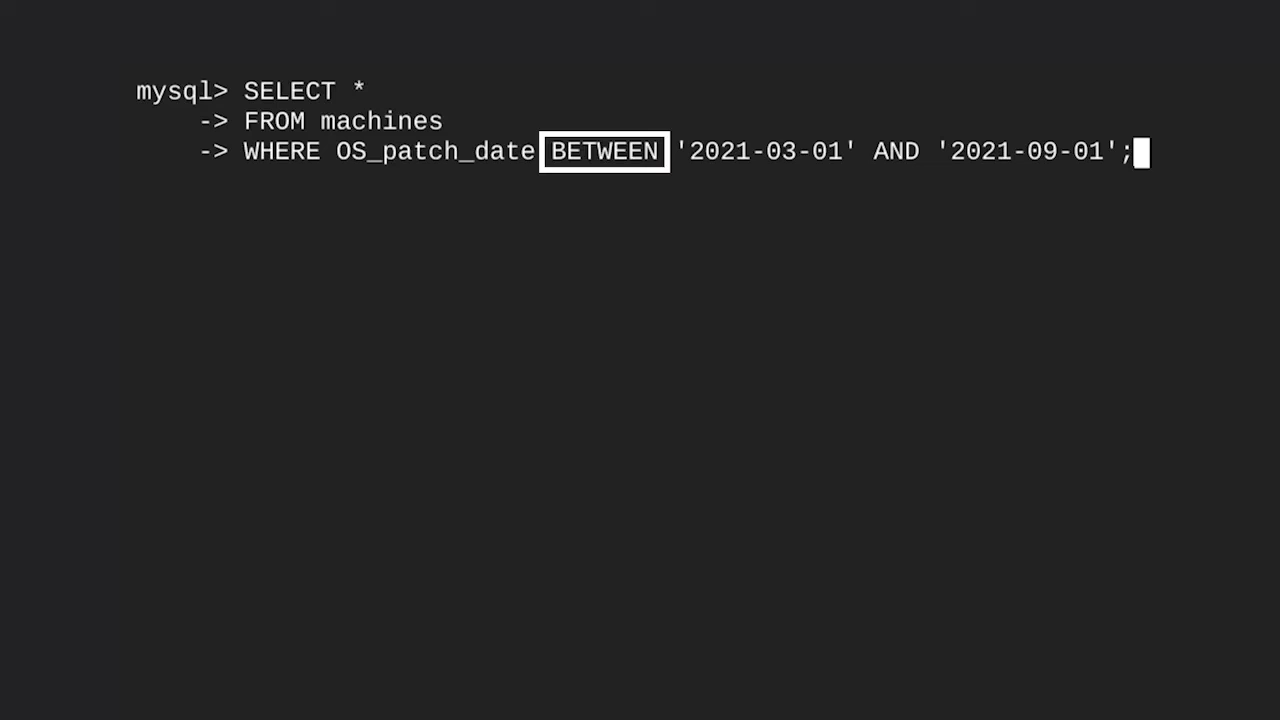 mysql> SELECT *
-> FROM machines
-> WHERE OS_patch_date BETWEEN '2021-03-01' AND '2021-09-01';